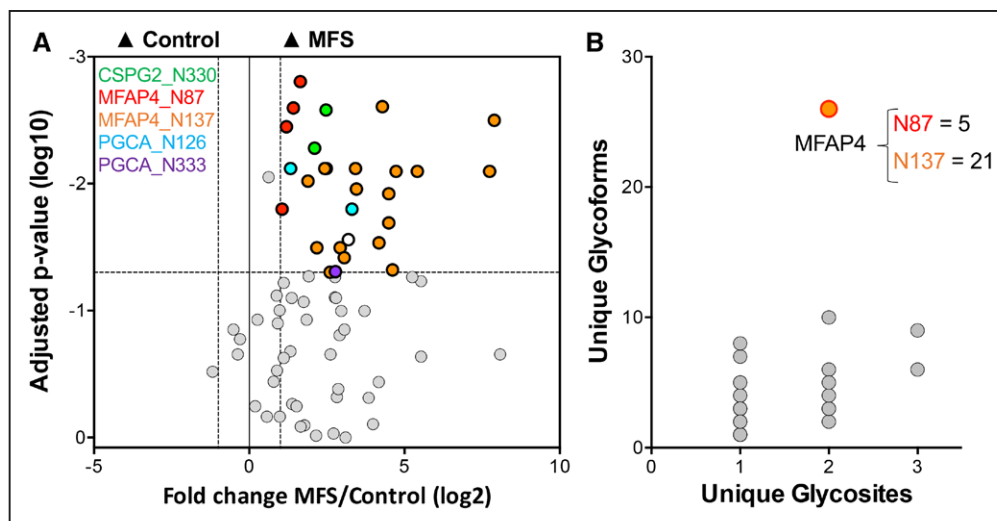 A
▲ Control
▲ MFS
CSPG2_N330
MFAP4_N87
MFAP4_N137
PGCA_N126
PGCA_N333
-3
-2
-1
0
Adjusted p-value (log10)
-5
0
5
10
Fold change MFS/Control (log2)
B
30
20
10
0
Unique Glycoforms
MFAP4
N87 = 5
N137 = 21
0
1
2
3
Unique Glycosites